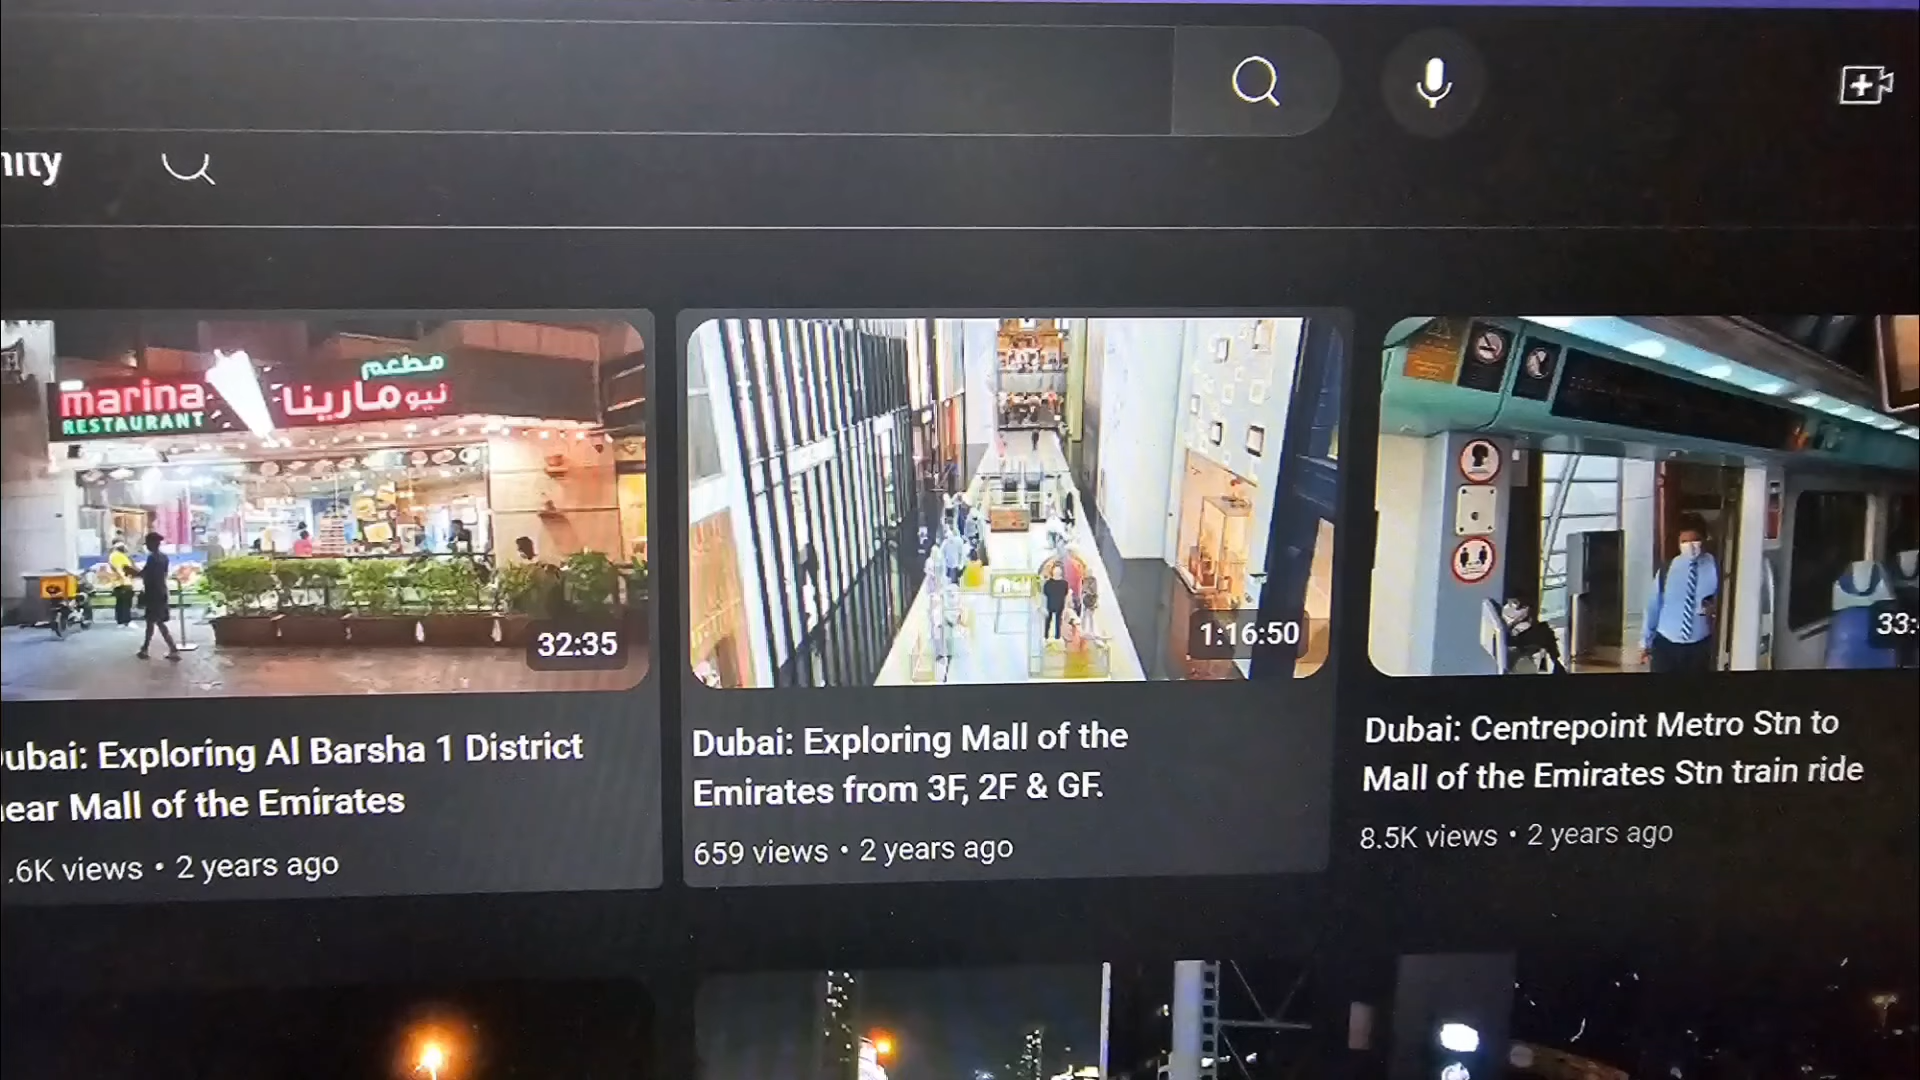 nity
marina
RESTAURANT
مطعم
نيو مارينا
32:35
1:16:50
33:
ubai: Exploring Al Barsha 1 District
ear Mall of the Emirates
.6K views • 2 years ago
Dubai: Exploring Mall of the
Emirates from 3F, 2F & GF.
659 views • 2 years ago
Dubai: Centrepoint Metro Stn to
Mall of the Emirates Stn train ride
8.5K views • 2 years ago